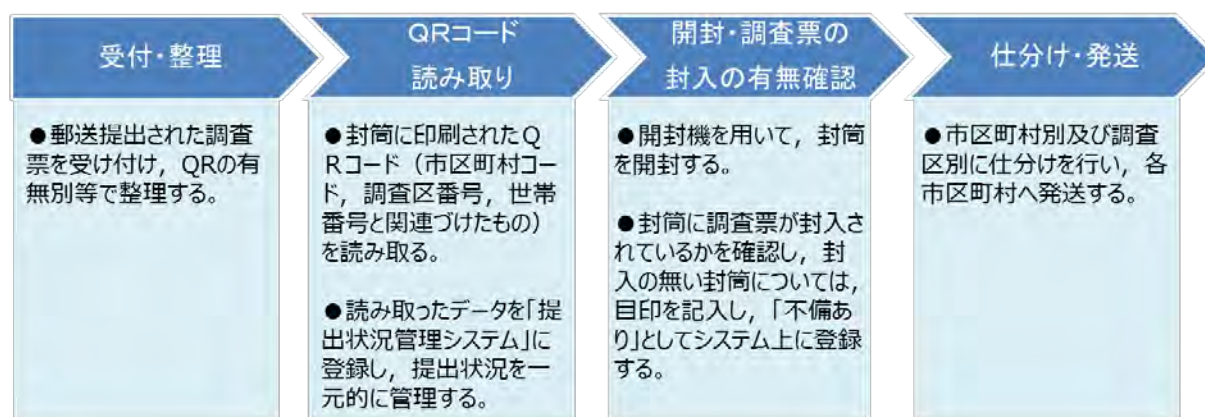 受付・整理
●郵送提出された調査
票を受け付け，QRの有
無別等で整理する。
QRコード
読み取り
●封筒に印刷されたQ
Rコード（市区町村コー
ド，調査区番号，世帯
番号と関連づけたもの）
を読み取る。
●読み取ったデータを「提
出状況管理システム」に
登録し，提出状況を一
元的に管理する。
開封・調査票の
封入の有無確認
●開封機を用いて，封筒
を開封する。
●封筒に調査票が封入さ
れているかを確認し，封
入の無い封筒については，
目印を記入し，「不備あ
り」としてシステム上に登録
する。
仕分け・発送
●市区町村別及び調査
区別に仕分けを行い，各
市区町村へ発送する。